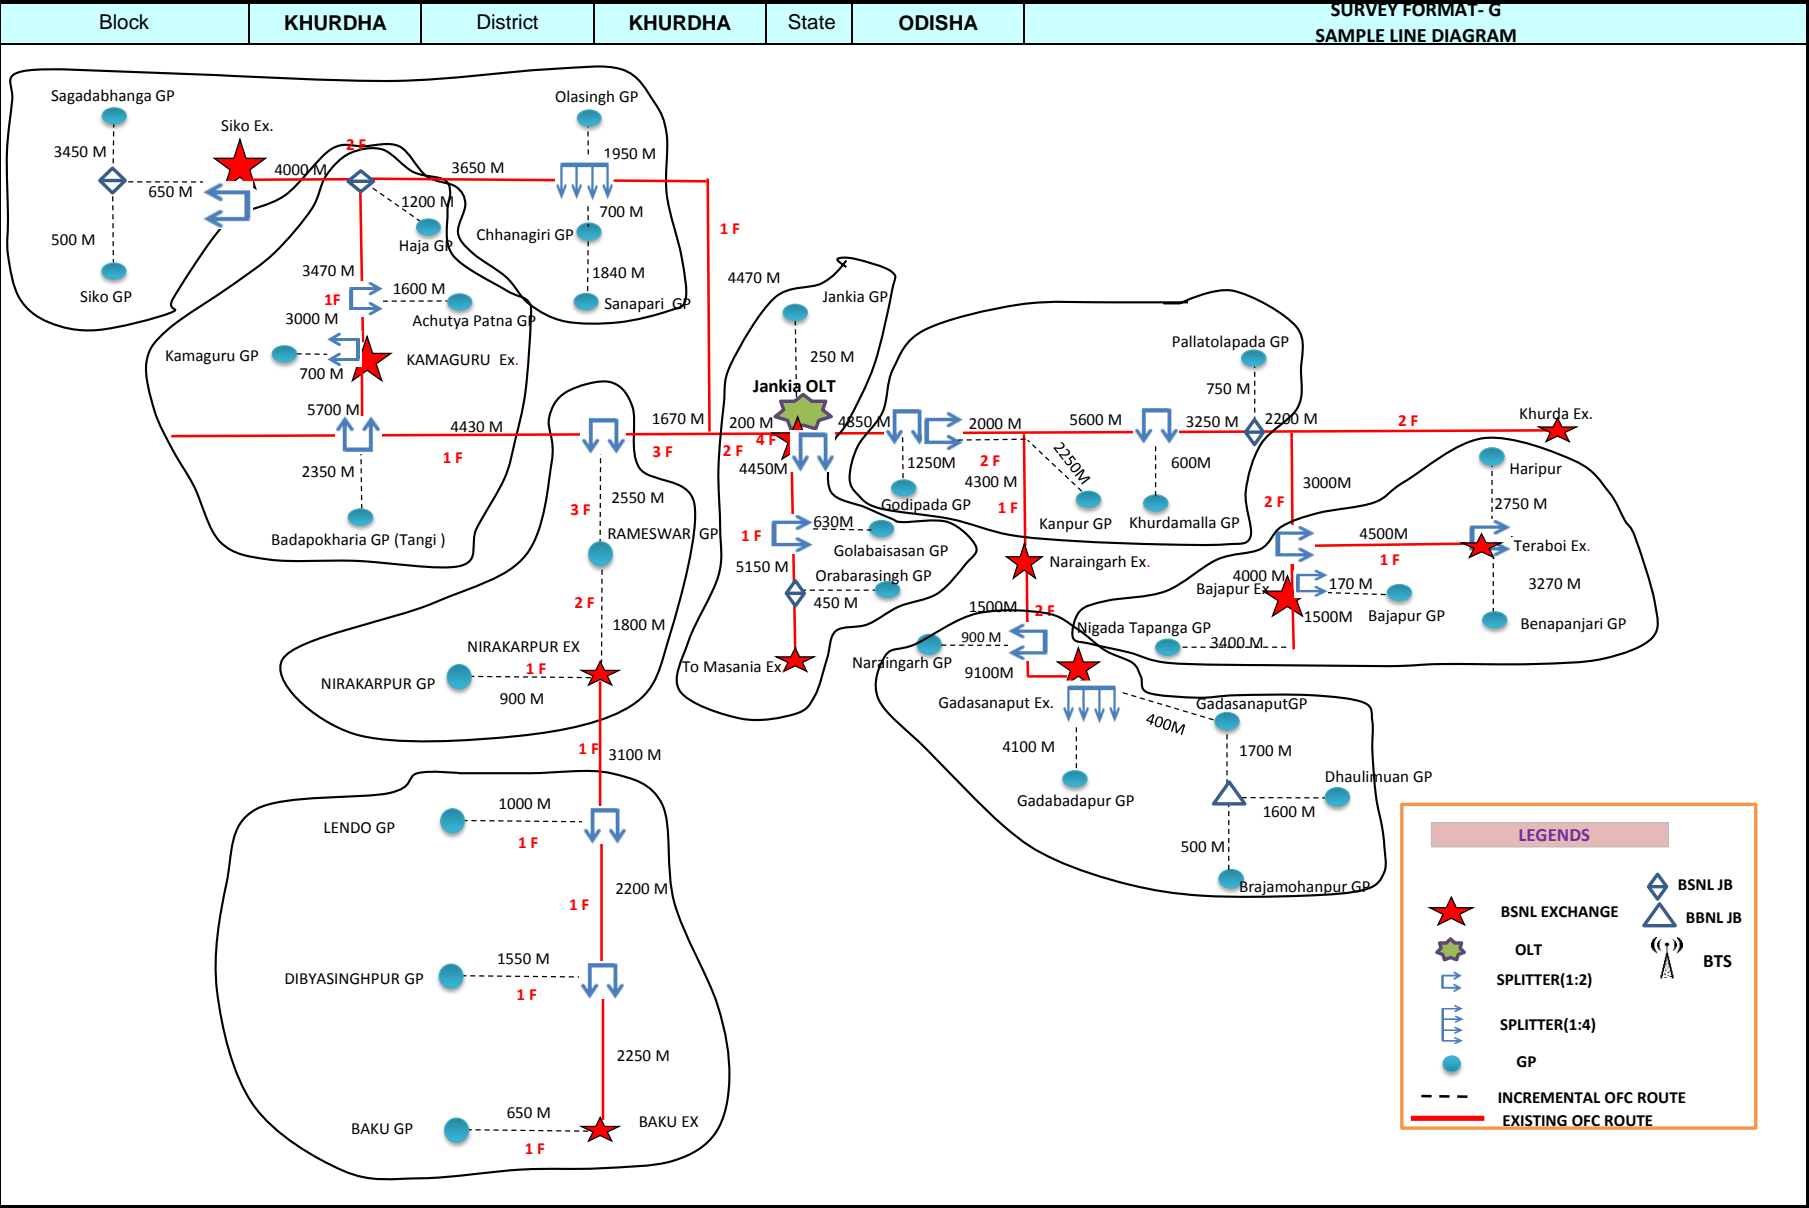 Block KHURDHA District KHURDHA State ODISHA
SURVEY FORMAT- G
SAMPLE LINE DIAGRAM
Sagadabhanga GP
3450 M
650 M
500 M
Siko GP
Siko Ex.
4000 M
2 F
3650 M
1200 M
Haja GP
Olasingh GP
1950 M
700 M
Chhanagiri GP
1840 M
Sanapari GP
1 F
4470 M
3470 M
1F
1600 M
Achutya Patna GP
3000 M
Kamaguru GP
700 M
KAMAGURU Ex.
5700 M
4430 M
1 F
2350 M
Badapokharia GP (Tangi )
1670 M
3 F
200 M
4 F
2 F
2550 M
3 F
RAMESWAR GP
2 F
1800 M
NIRAKARPUR EX
1 F
NIRAKARPUR GP
900 M
1 F
3100 M
1000 M
LENDO GP
1 F
2200 M
1 F
1550 M
DIBYASINGHPUR GP
1 F
2250 M
650 M
BAKU GP
BAKU EX
1 F
Jankia GP
250 M
Jankia OLT
4450M
1 F
630M
Golabaisasan GP
5150 M
Orabarasingh GP
450 M
To Masania Ex.
4850 M
1250M
Godipada GP
2000 M
2 F
2250M
Kanpur GP
4300 M
1 F
Naraingarh Ex.
5600 M
600M
Khurdamalla GP
3250 M
Pallatolapada GP
750 M
2200 M
2 F
Khurda Ex.
3000M
2 F
Haripur
2750 M
4500M
1 F
Teraboi Ex.
3270 M
Benapanjari GP
4000 M
Bajapur Ex.
170 M
Bajapur GP
1500M
Nigada Tapanga GP
3400M
1500M
2 F
900 M
Naraingarh GP
9100M
Gadasanaput Ex.
400M
GadasanaputGP
4100 M
Gadabadapur GP
1700 M
Dhaulimuan GP
1600 M
500 M
Brajamohanpur GP
LEGENDS
BSNL EXCHANGE
BSNL JB
BBNL JB
OLT
BTS
SPLITTER(1:2)
SPLITTER(1:4)
GP
INCREMENTAL OFC ROUTE
EXISTING OFC ROUTE